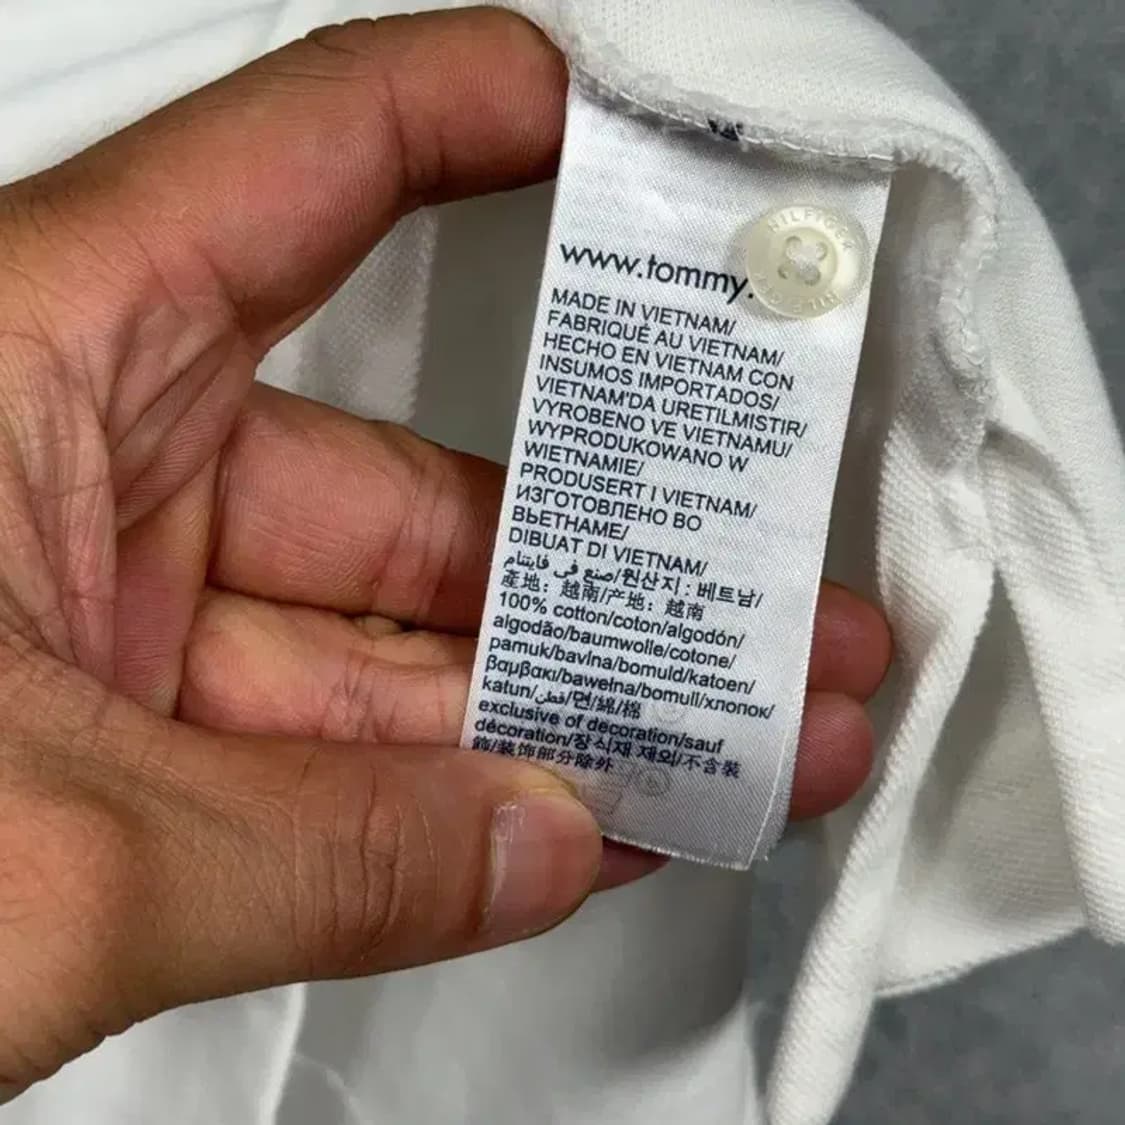 HILFIGER
www.tommy.
MADE IN VIETNAM/
FABRIQUÉ AU VIETNAM/
HECHO EN VIETNAM CON
INSUMOS IMPORTADOS/
VIETNAM'DA URETILMISTIR/
VYROBENO VE VIETNAMU/
WYPRODUKOWANO W
WIETNAMIE/
PRODUSERT I VIETNAM/
ИЗГОТОВЛЕНО ВО
ВЬЕТНАМЕ/
DIBUAT DI VIETNAM/
صنع في فايتنام/원산지 : 베트남/
產地：越南/产地：越南
100% cotton/coton/algodón/
algodão/baumwolle/cotone/
pamuk/bavlna/bomuld/katoen/
βαμβακι/bawełna/bomull/хлопок/
katun/قطن/면/綿/棉
exclusive of decoration/sauf
décoration/장식재 제외/不含裝
飾/装饰部分除外